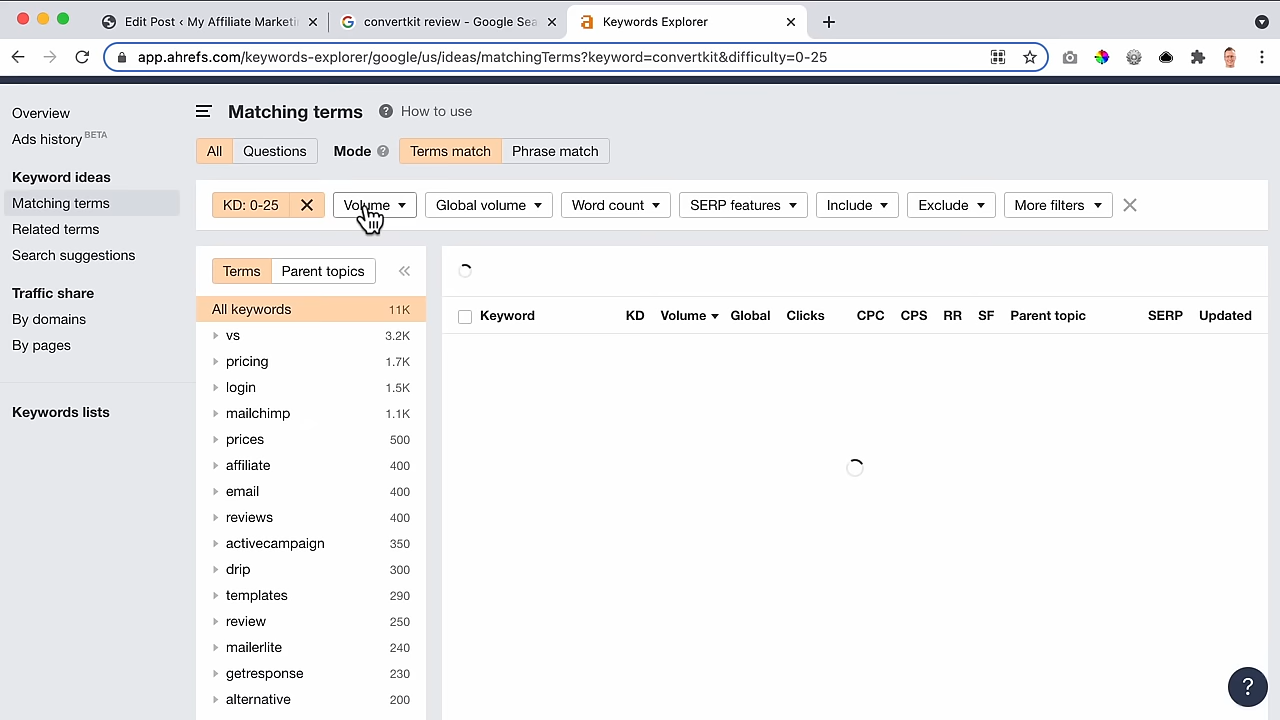 Edit Post ‹ My Affiliate Marketi
convertkit review - Google Sea
Keywords Explorer
app.ahrefs.com/keywords-explorer/google/us/ideas/matchingTerms?keyword=convertkit&difficulty=0-25
Overview
Ads history BETA
Keyword ideas
Matching terms
Related terms
Search suggestions
Traffic share
By domains
By pages
Keywords lists
Matching terms ? How to use
All Questions Mode ? Terms match Phrase match
KD: 0-25 Volume Global volume Word count SERP features Include Exclude More filters
Terms Parent topics
All keywords 11K
vs 3.2K
pricing 1.7K
login 1.5K
mailchimp 1.1K
prices 500
affiliate 400
email 400
reviews 400
activecampaign 350
drip 300
templates 290
review 250
mailerlite 240
getresponse 230
alternative 200
Keyword KD Volume Global Clicks CPC CPS RR SF Parent topic SERP Updated
?